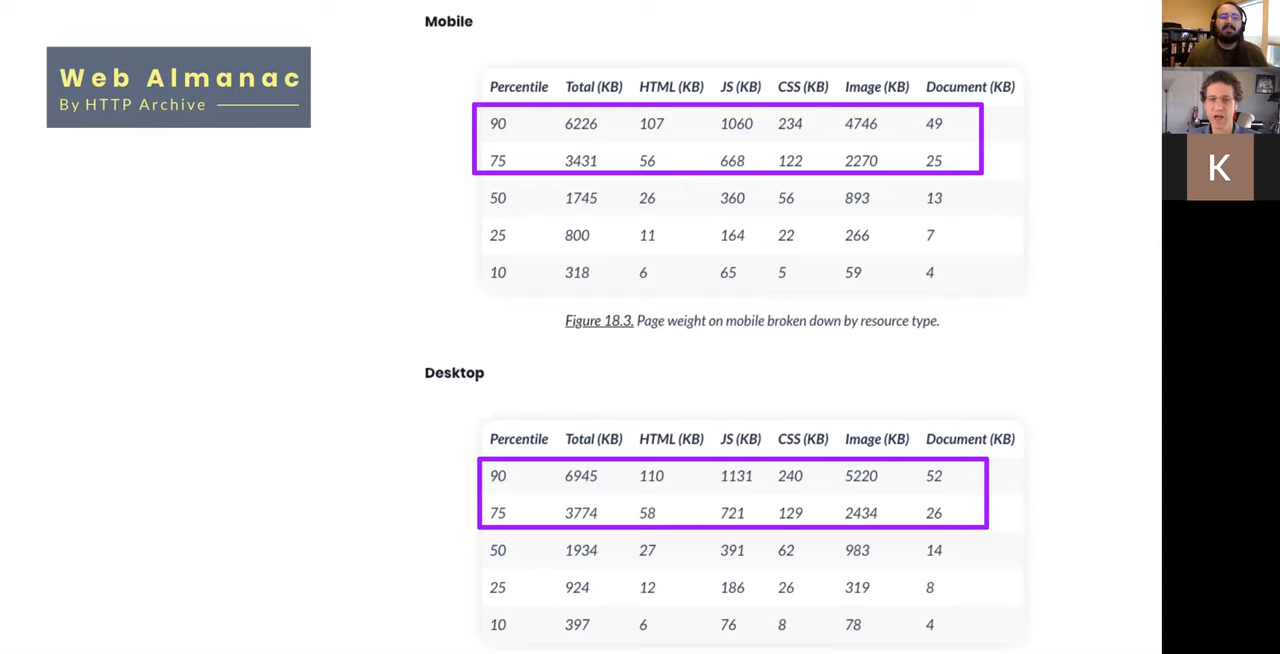 Web Almanac
By HTTP Archive
Mobile
Percentile Total (KB) HTML (KB) JS (KB) CSS (KB) Image (KB) Document (KB)
90 6226 107 1060 234 4746 49
75 3431 56 668 122 2270 25
50 1745 26 360 56 893 13
25 800 11 164 22 266 7
10 318 6 65 5 59 4
Figure 18.3. Page weight on mobile broken down by resource type.
Desktop
Percentile Total (KB) HTML (KB) JS (KB) CSS (KB) Image (KB) Document (KB)
90 6945 110 1131 240 5220 52
75 3774 58 721 129 2434 26
50 1934 27 391 62 983 14
25 924 12 186 26 319 8
10 397 6 76 8 78 4
K